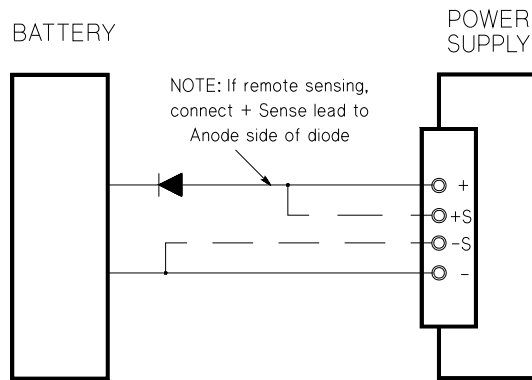 BATTERY
POWER
SUPPLY
NOTE: If remote sensing,
connect + Sense lead to
Anode side of diode
+
+S
-S
-